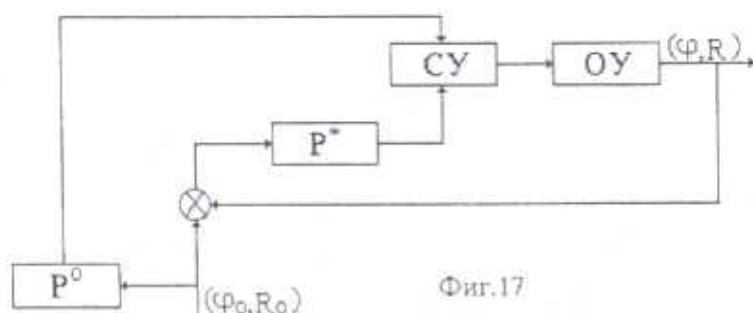 (φ,R)
СУ
ОУ
P*
P⁰
(φ₀,R₀)
Фиг.17